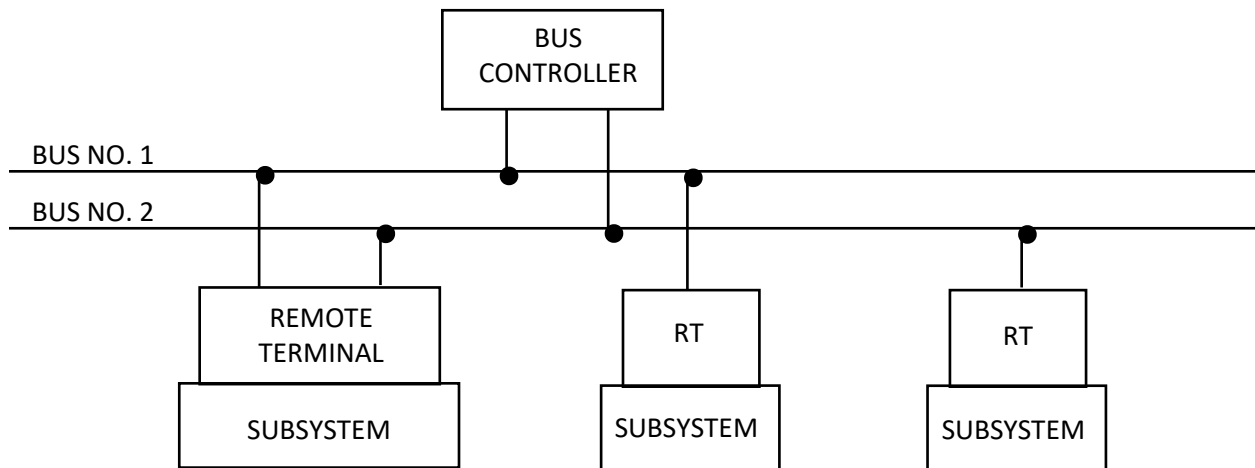 BUS
CONTROLLER
BUS NO. 1
BUS NO. 2
REMOTE
TERMINAL
RT
RT
SUBSYSTEM
SUBSYSTEM
SUBSYSTEM